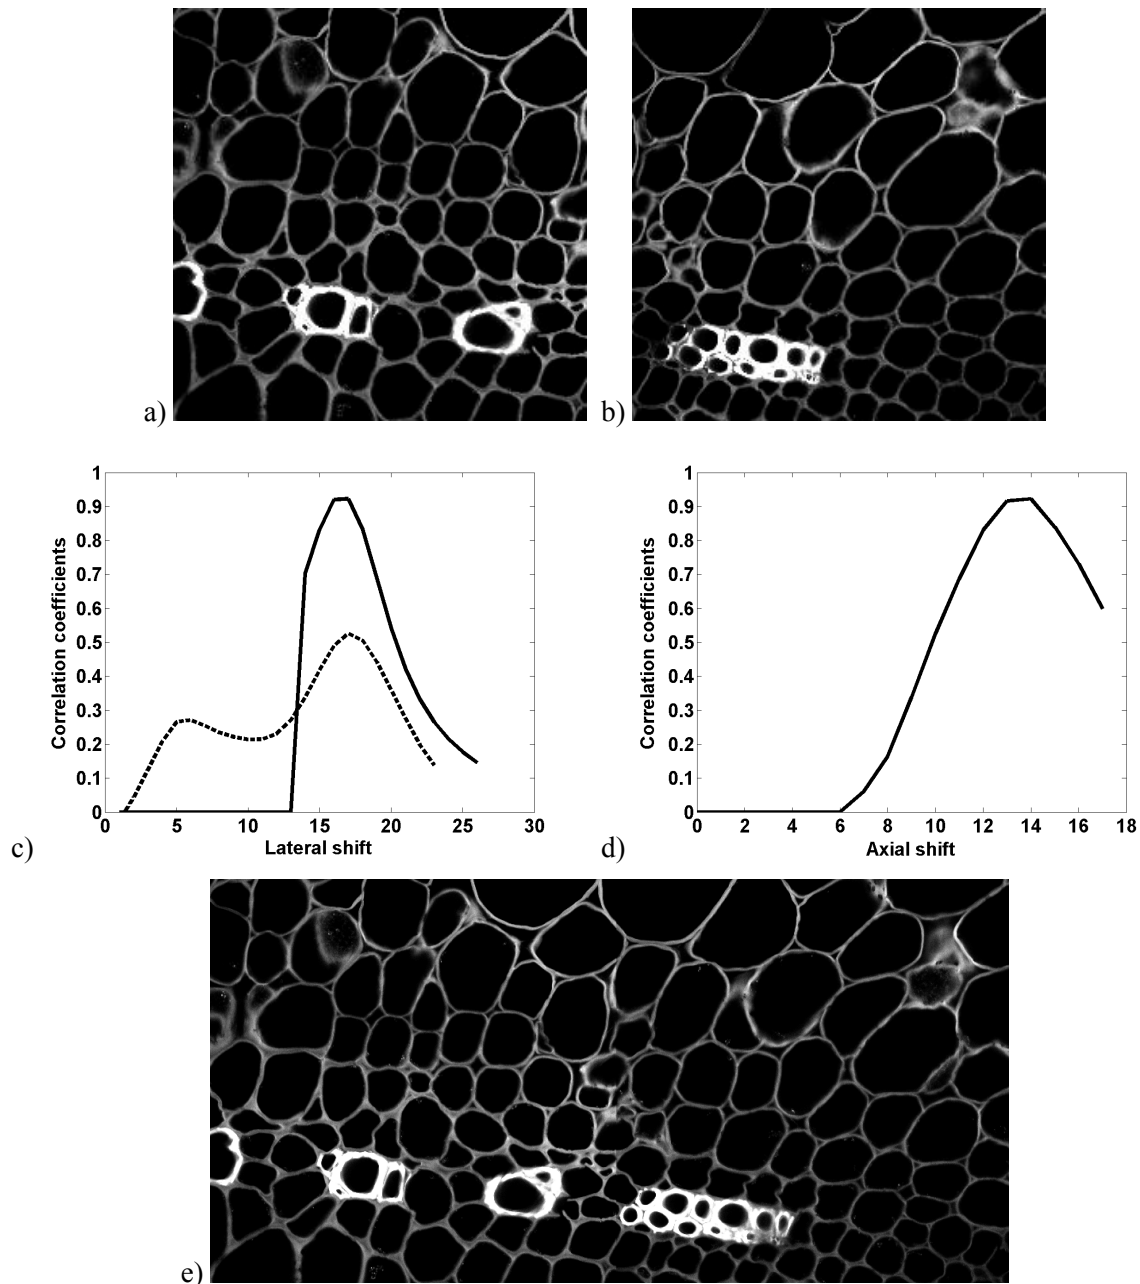 a)
b)
1
0.9
0.8
0.7
0.6
0.5
0.4
0.3
0.2
0.1
0
Correlation coefficients
0 5 10 15 20 25 30
Lateral shift
c)
1
0.9
0.8
0.7
0.6
0.5
0.4
0.3
0.2
0.1
0
Correlation coefficients
0 2 4 6 8 10 12 14 16 18
Axial shift
d)
e)